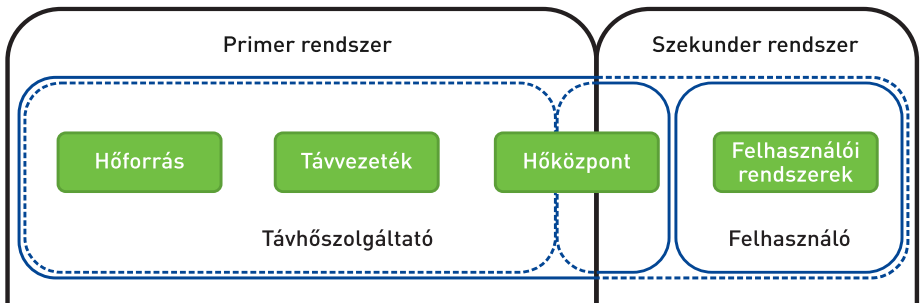 Primer rendszer
Szekunder rendszer
Hőforrás
Távvezeték
Hőközpont
Felhasználói
rendszerek
Távhőszolgáltató
Felhasználó